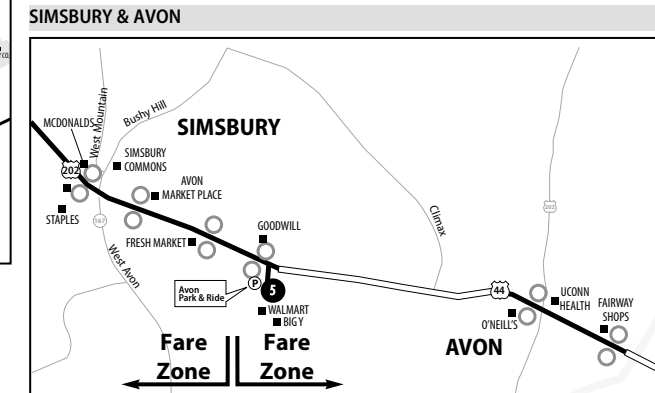 SIMSBURY & AVON
CO.
Bushy Hill
West Mountain
MCDONALDS
SIMSBURY
202
SIMSBURY
COMMONS
AVON
MARKET PLACE
STAPLES
167
Climax
202
West Avon
FRESH MARKET
GOODWILL
Avon
Park & Ride
P
5
44
UCONN
HEALTH
FAIRWAY
SHOPS
WALMART
BIG Y
O'NEILL'S
AVON
Fare
Zone
Fare
Zone